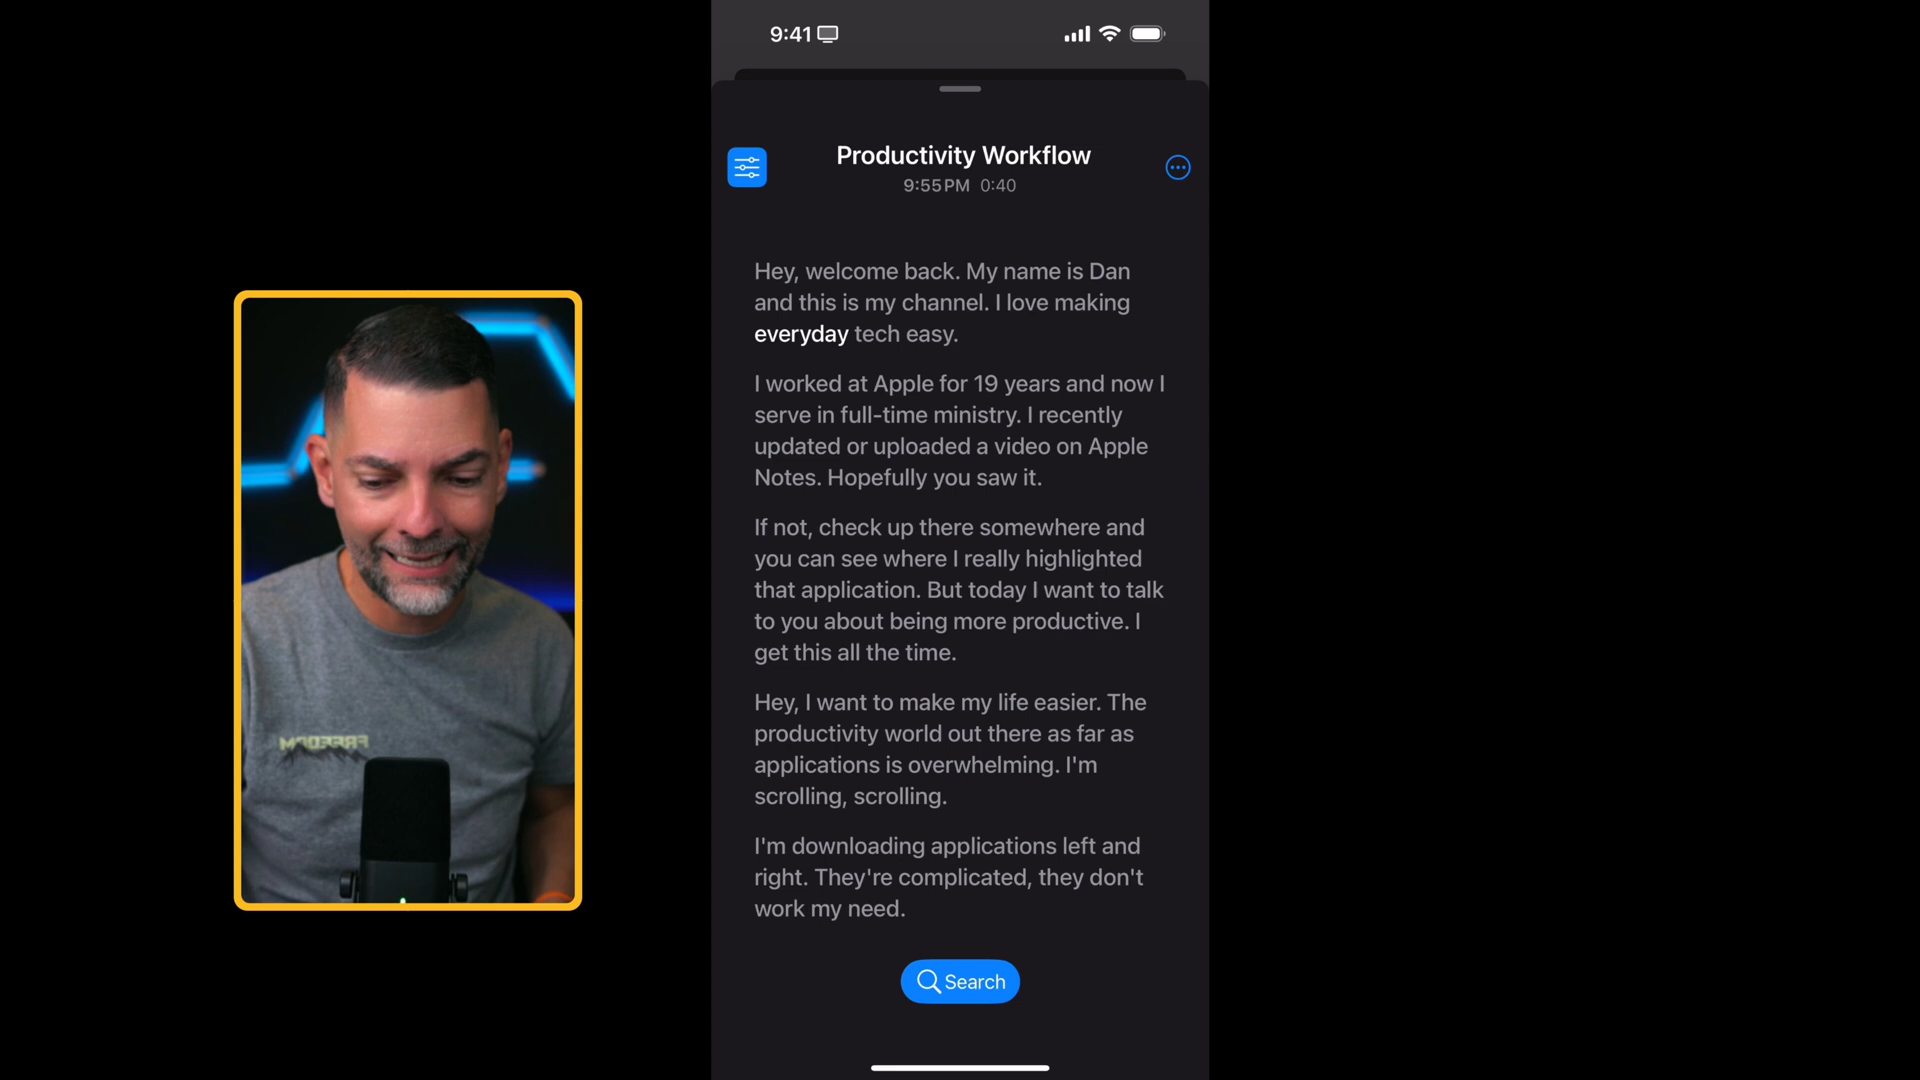 9:41
Productivity Workflow
9:55 PM 0:40
Hey, welcome back. My name is Dan
and this is my channel. I love making
everyday tech easy.
I worked at Apple for 19 years and now I
serve in full-time ministry. I recently
updated or uploaded a video on Apple
Notes. Hopefully you saw it.
If not, check up there somewhere and
you can see where I really highlighted
that application. But today I want to talk
to you about being more productive. I
get this all the time.
Hey, I want to make my life easier. The
productivity world out there as far as
applications is overwhelming. I'm
scrolling, scrolling.
I'm downloading applications left and
right. They're complicated, they don't
work my need.
Search
FREEDOM